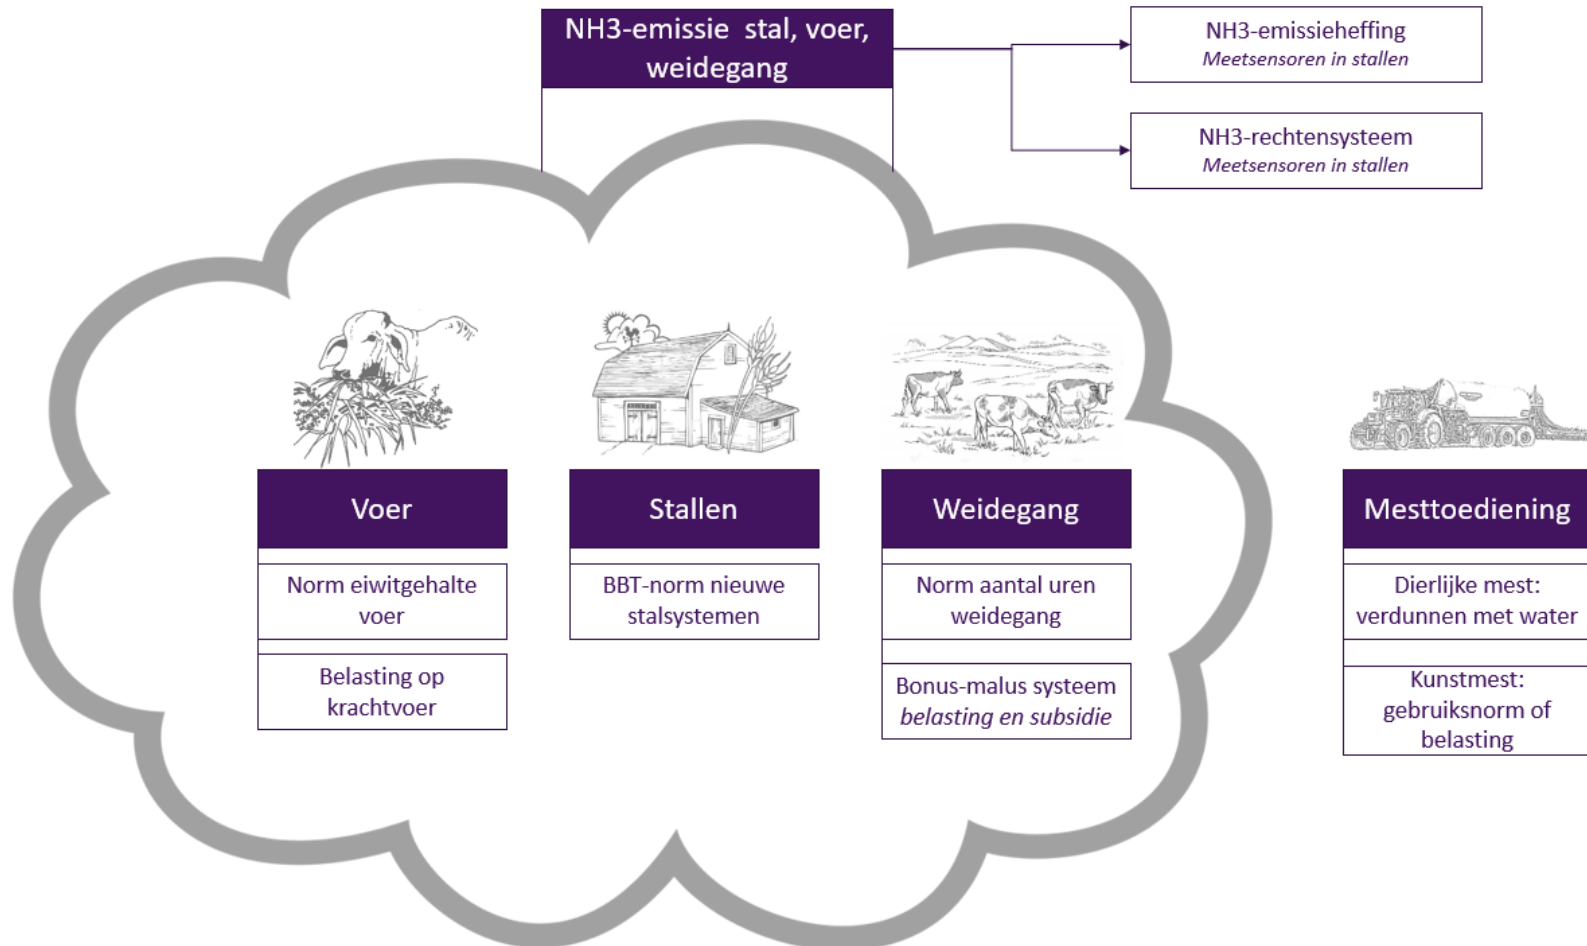 NH3-emissie stal, voer,
weidegang
NH3-emissieheffing
Meetsensoren in stallen
NH3-rechtensysteem
Meetsensoren in stallen
Voer
Norm eiwitgehalte
voer
Belasting op
krachtvoer
Stallen
BBT-norm nieuwe
stalsystemen
Weidegang
Norm aantal uren
weidegang
Bonus-malus systeem
belasting en subsidie
Mesttoediening
Dierlijke mest:
verdunnen met water
Kunstmest:
gebruiksnorm of
belasting